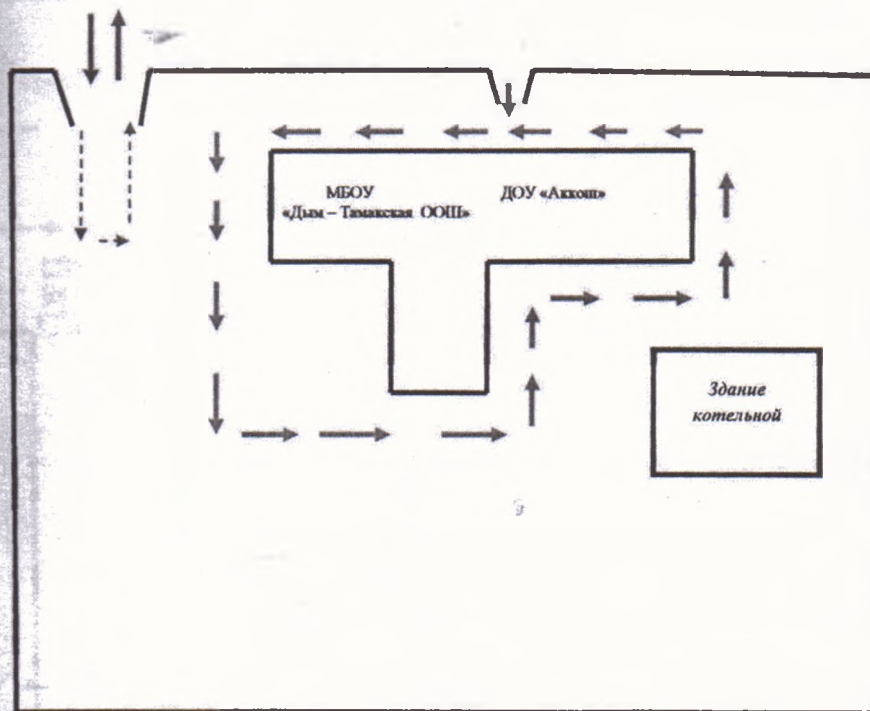 МБОУ
«Дым – Тамакская ООШ»
ДОУ «Аккош»
Здание
котельной